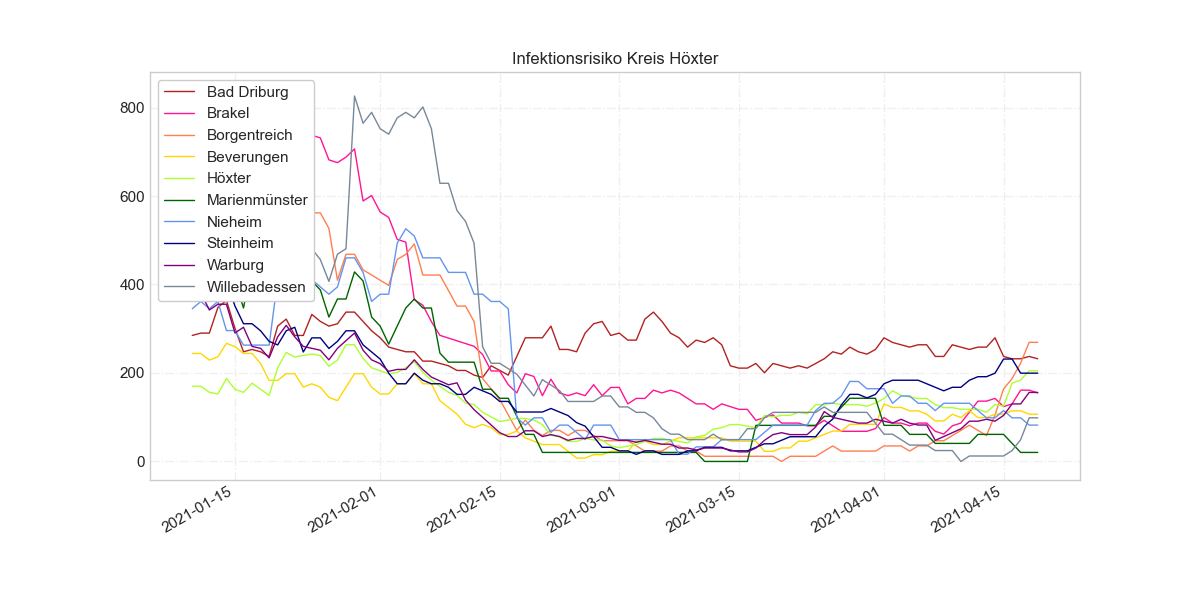 Infektionsrisiko Kreis Höxter
800
600
400
200
0
Bad Driburg
Brakel
Borgentreich
Beverungen
Höxter
Marienmünster
Nieheim
Steinheim
Warburg
Willebadessen
2021-01-15
2021-02-01
2021-02-15
2021-03-01
2021-03-15
2021-04-01
2021-04-15